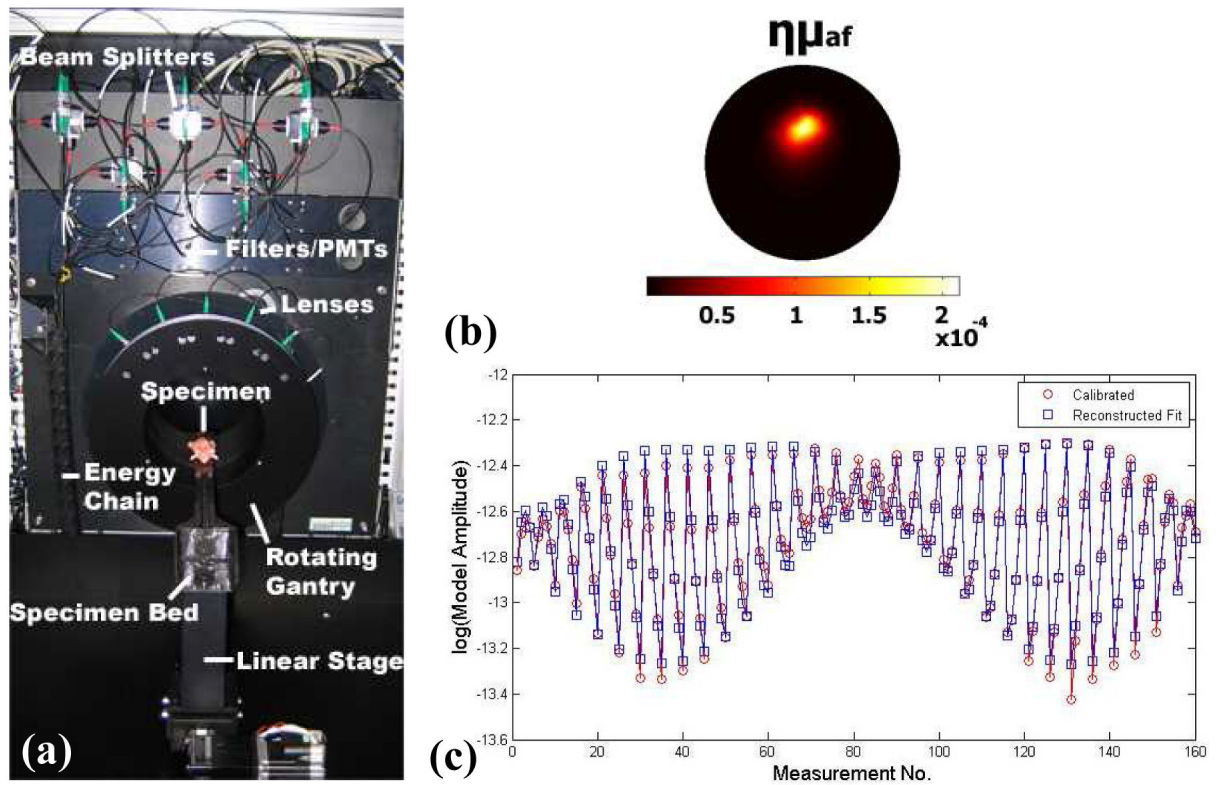 Beam Splitters
Filters/PMTs
Lenses
Specimen
Energy
Chain
Rotating
Gantry
Specimen Bed
Linear Stage
(a)
ημaf
0.5 1 1.5 2
x10-4
(b)
-12
-12.2
-12.4
-12.6
-12.8
-13
-13.2
-13.4
-13.6
log(Model Amplitude)
Calibrated
Reconstructed Fit
0 20 40 60 80 100 120 140 160
Measurement No.
(c)